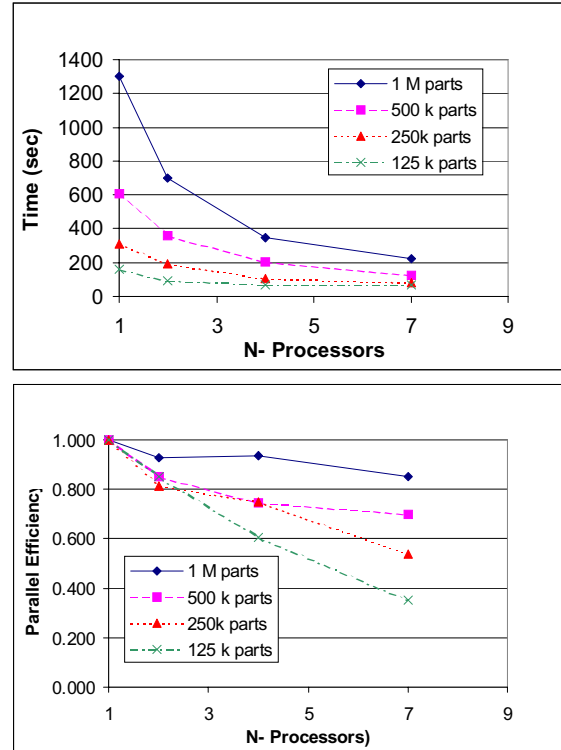 1400
1200
1000
800
600
400
200
0
Time (sec)
1 M parts
500 k parts
250k parts
125 k parts
1 3 5 7 9
N- Processors
1.000
0.800
0.600
0.400
0.200
0.000
Parallel Efficiency
1 M parts
500 k parts
250k parts
125 k parts
1 3 5 7 9
N- Processors)